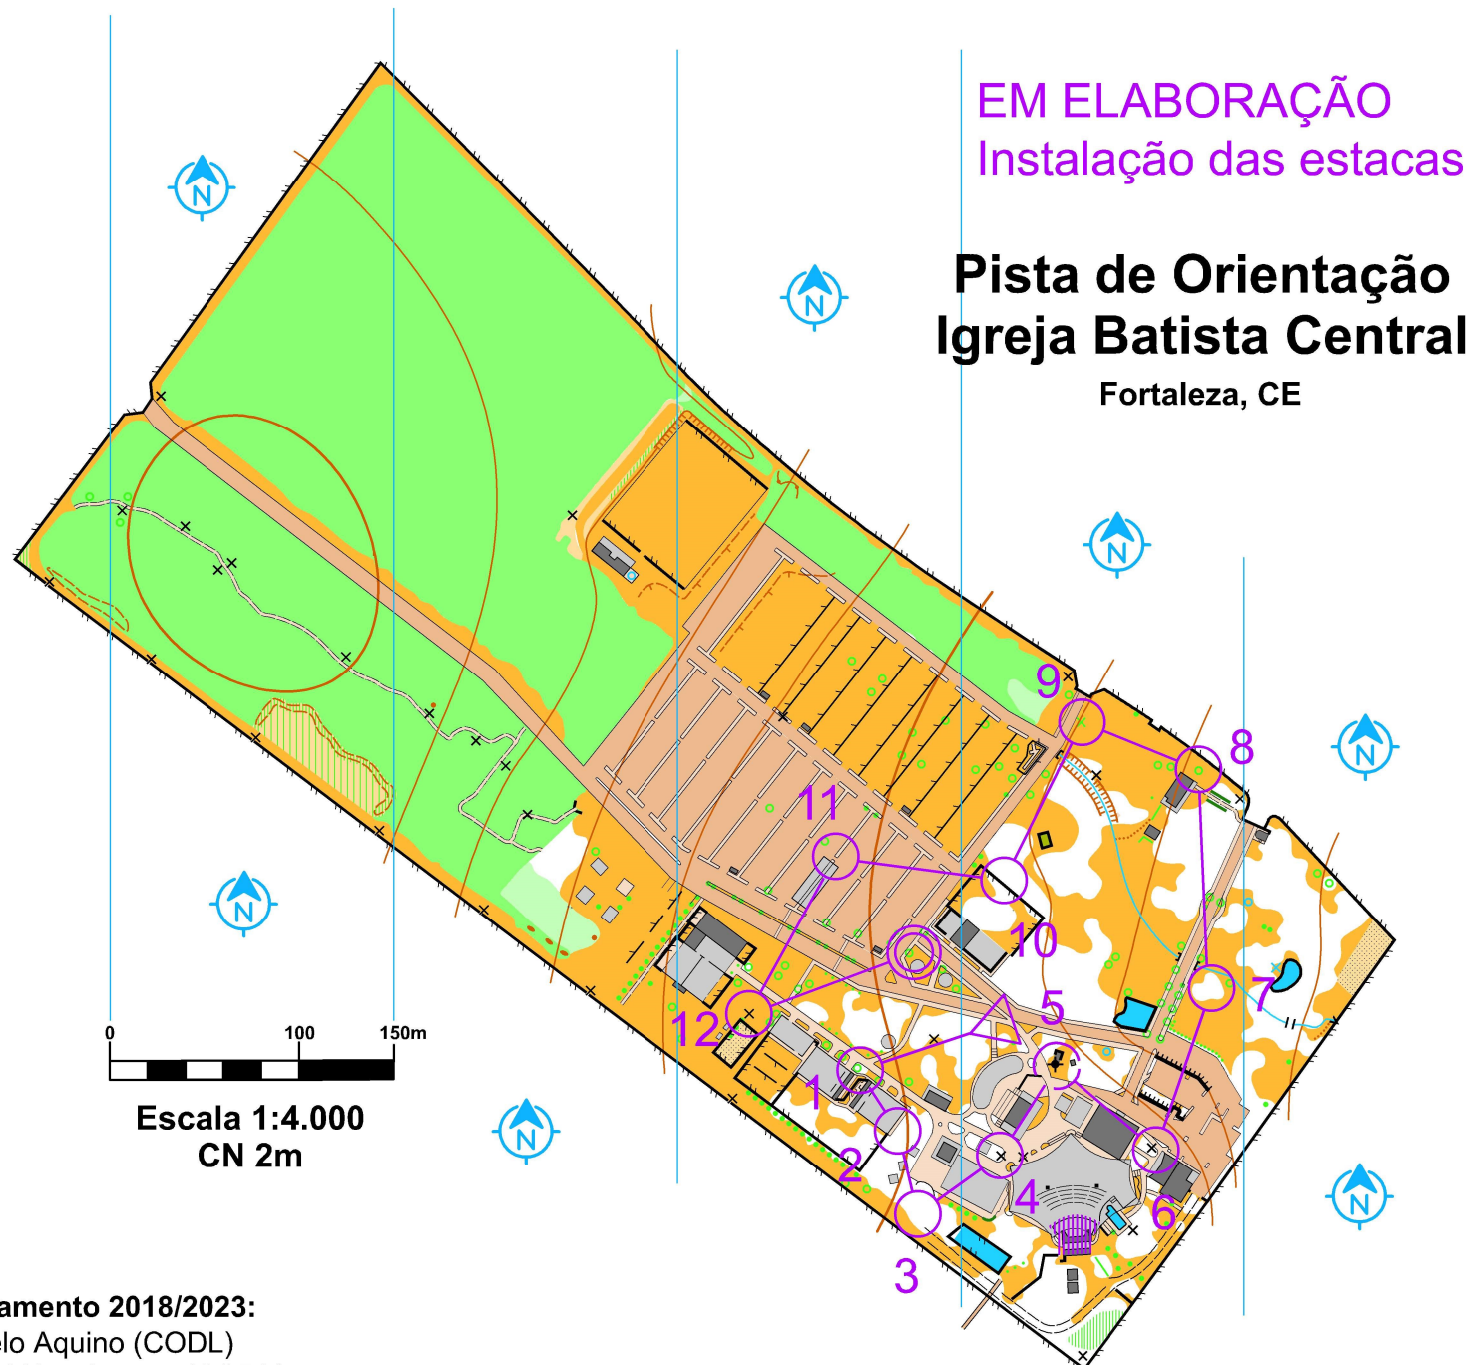 EM ELABORAÇÃO
Instalação das estacas
Pista de Orientação
Igreja Batista Central
Fortaleza, CE
N
N
N
N
N
N
N
N
9
8
11
10
7
5
12
1
2
4
6
3
0 100 150m
Escala 1:4.000
CN 2m
amento 2018/2023:
lo Aquino (CODL)